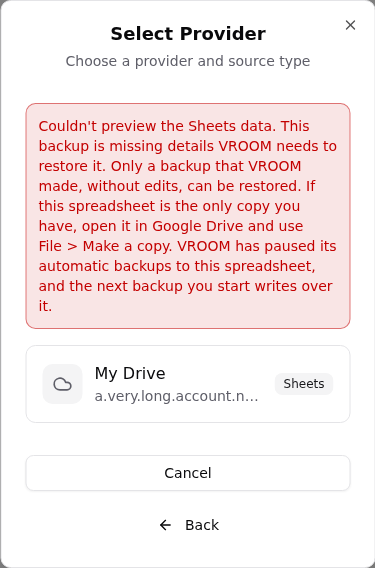 Select Provider
Choose a provider and source type
Couldn't preview the Sheets data. This
backup is missing details VROOM needs to
restore it. Only a backup that VROOM
made, without edits, can be restored. If
this spreadsheet is the only copy you
have, open it in Google Drive and use
File > Make a copy. VROOM has paused its
automatic backups to this spreadsheet,
and the next backup you start writes over
it.
My Drive
a.very.long.account.n...
Sheets
Cancel
Back